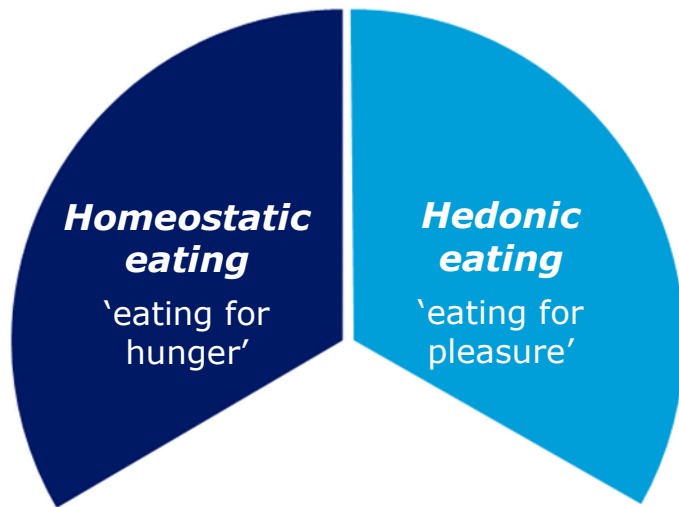 Homeostatic
eating
‘eating for
hunger’
Hedonic
eating
‘eating for
pleasure’